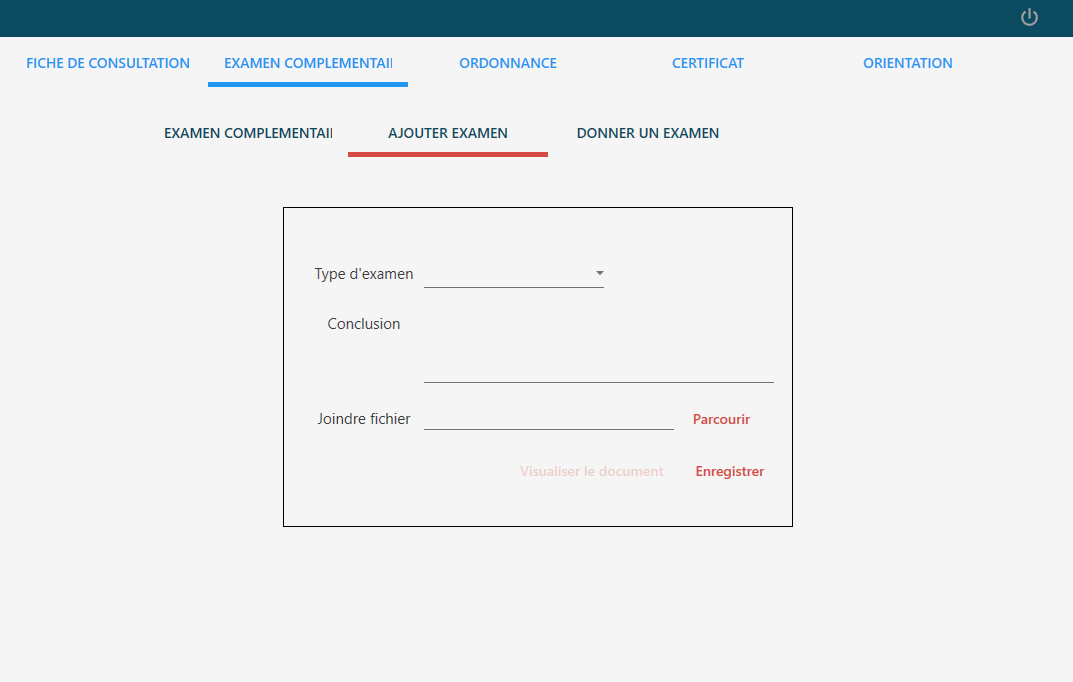 FICHE DE CONSULTATION EXAMEN COMPLEMENTAI ORDONNANCE CERTIFICAT ORIENTATION
EXAMEN COMPLEMENTAI AJOUTER EXAMEN DONNER UN EXAMEN
Type d'examen
Conclusion
Joindre fichier Parcourir
Visualiser le document Enregistrer